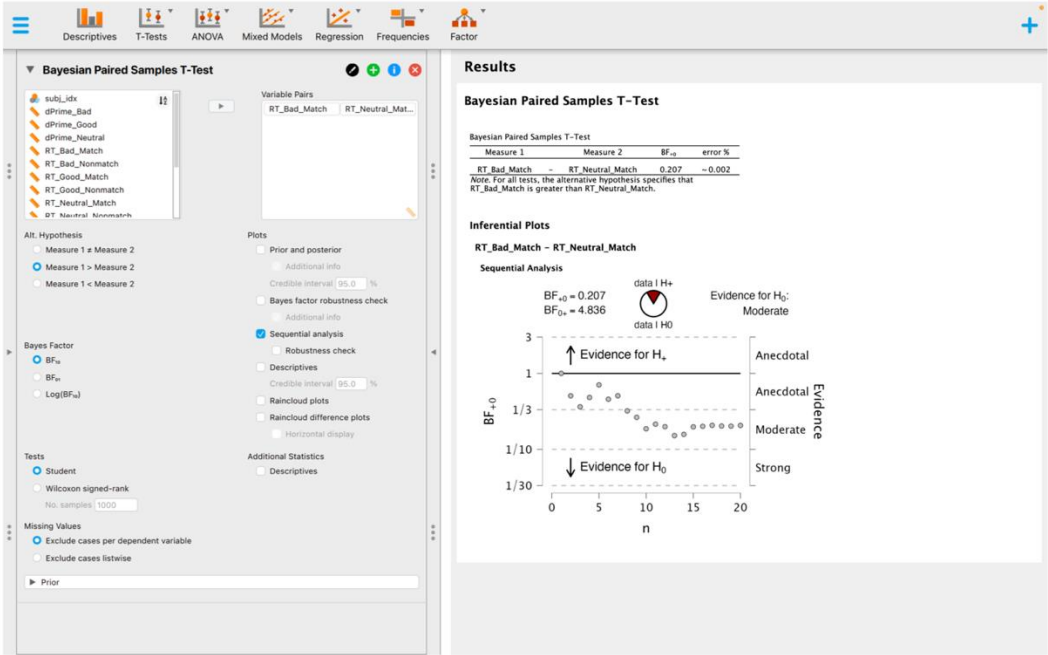 Descriptives
T-Tests
ANOVA
Mixed Models
Regression
Frequencies
Factor
Bayesian Paired Samples T-Test
subj_idx
dPrime_Bad
dPrime_Good
dPrime_Neutral
RT_Bad_Match
RT_Bad_Nonmatch
RT_Good_Match
RT_Good_Nonmatch
RT_Neutral_Match
RT_Neutral_Nonmatch
Variable Pairs
RT_Bad_Match RT_Neutral_Mat...
Alt. Hypothesis
Measure 1 ≠ Measure 2
Measure 1 > Measure 2
Measure 1 < Measure 2
Bayes Factor
BF₁₀
BF₀₁
Log(BF₁₀)
Tests
Student
Wilcoxon signed-rank
No. samples 1000
Missing Values
Exclude cases per dependent variable
Exclude cases listwise
Prior
Plots
Prior and posterior
Additional info
Credible interval 95.0 %
Bayes factor robustness check
Additional info
Sequential analysis
Robustness check
Descriptives
Credible interval 95.0 %
Raincloud plots
Raincloud difference plots
Horizontal display
Additional Statistics
Descriptives
Results
Bayesian Paired Samples T-Test
Bayesian Paired Samples T-Test
Measure 1 Measure 2 BF₊₀ error %
RT_Bad_Match - RT_Neutral_Match 0.207 ~0.002
Note. For all tests, the alternative hypothesis specifies that
RT_Bad_Match is greater than RT_Neutral_Match.
Inferential Plots
RT_Bad_Match - RT_Neutral_Match
Sequential Analysis
data | H+
BF₊₀ = 0.207
BF₀₊ = 4.836
data | H0
Evidence for H₀:
Moderate
3
1
1/3
1/10
1/30
BF₊₀
Evidence for H₊
Evidence for H₀
Anecdotal
Anecdotal
Moderate
Strong
Evidence
0 5 10 15 20
n